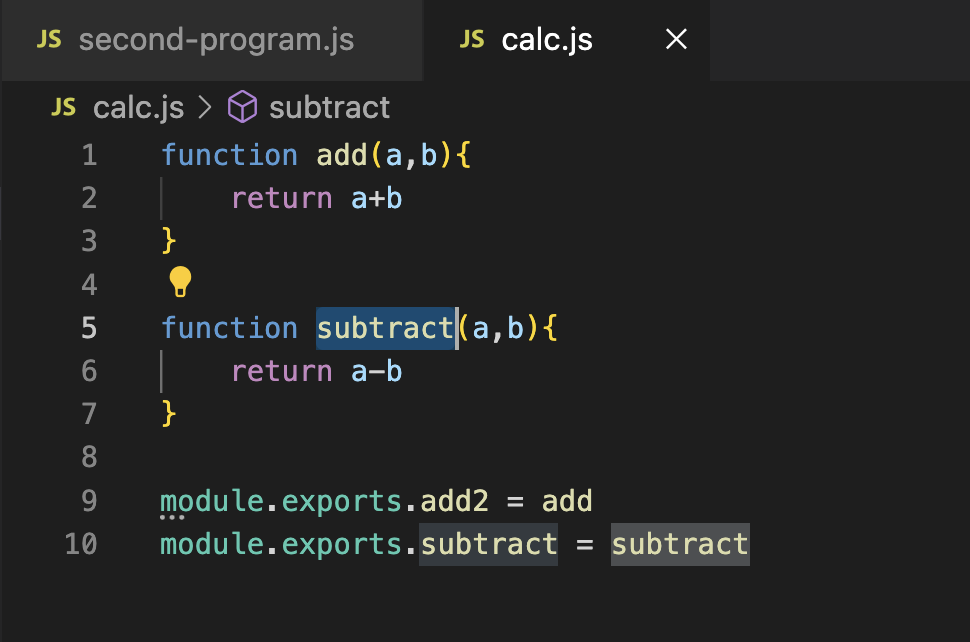 JS second-program.js JS calc.js
JS calc.js > subtract
1 function add(a,b){
2     return a+b
3 }
4
5 function subtract(a,b){
6     return a-b
7 }
8
9 module.exports.add2 = add
10 module.exports.subtract = subtract